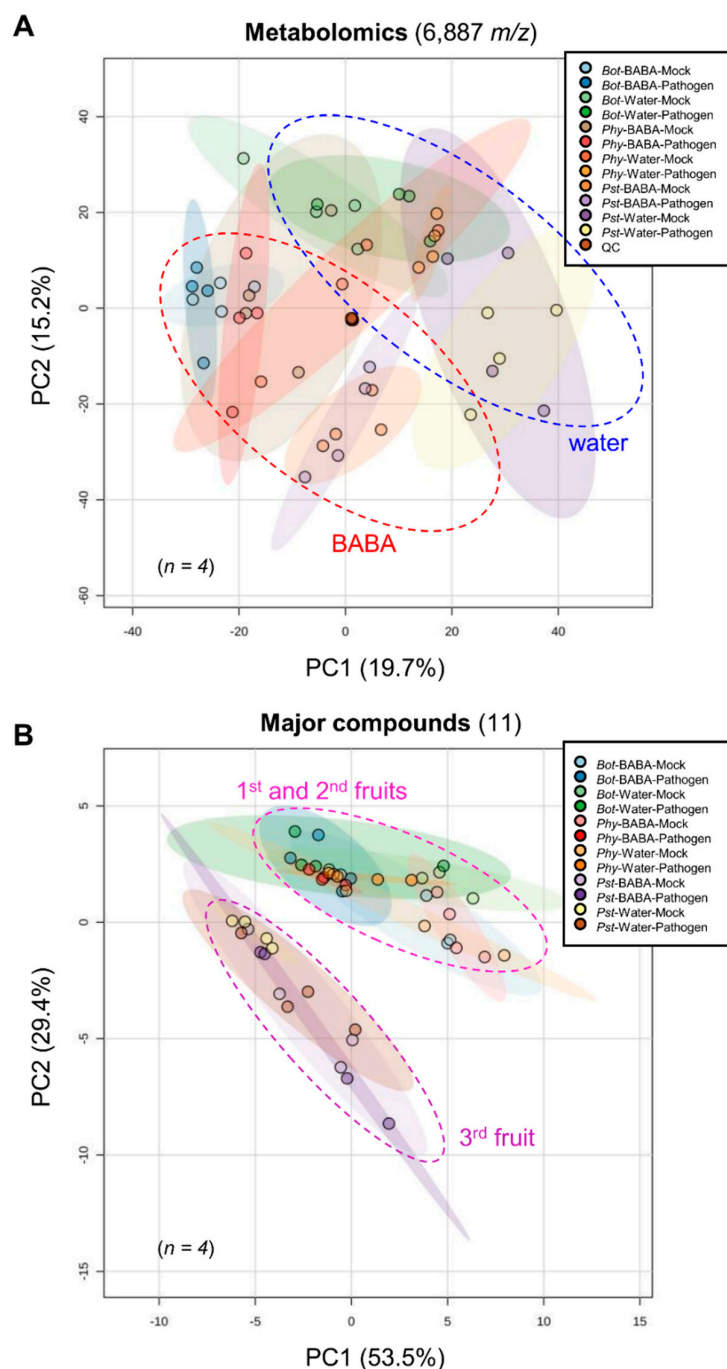 A
Metabolomics (6,887 m/z)
Bot-BABA-Mock
Bot-BABA-Pathogen
Bot-Water-Mock
Bot-Water-Pathogen
Phy-BABA-Mock
Phy-BABA-Pathogen
Phy-Water-Mock
Phy-Water-Pathogen
Pst-BABA-Mock
Pst-BABA-Pathogen
Pst-Water-Mock
Pst-Water-Pathogen
QC
40
20
0
-20
-40
-60
PC2 (15.2%)
water
BABA
(n = 4)
-40 -20 0 20 40
PC1 (19.7%)
B
Major compounds (11)
Bot-BABA-Mock
Bot-BABA-Pathogen
Bot-Water-Mock
Bot-Water-Pathogen
Phy-BABA-Mock
Phy-BABA-Pathogen
Phy-Water-Mock
Phy-Water-Pathogen
Pst-BABA-Mock
Pst-BABA-Pathogen
Pst-Water-Mock
Pst-Water-Pathogen
1st and 2nd fruits
5
0
-5
-10
-15
PC2 (29.4%)
3rd fruit
(n = 4)
-10 -5 0 5 10 15
PC1 (53.5%)